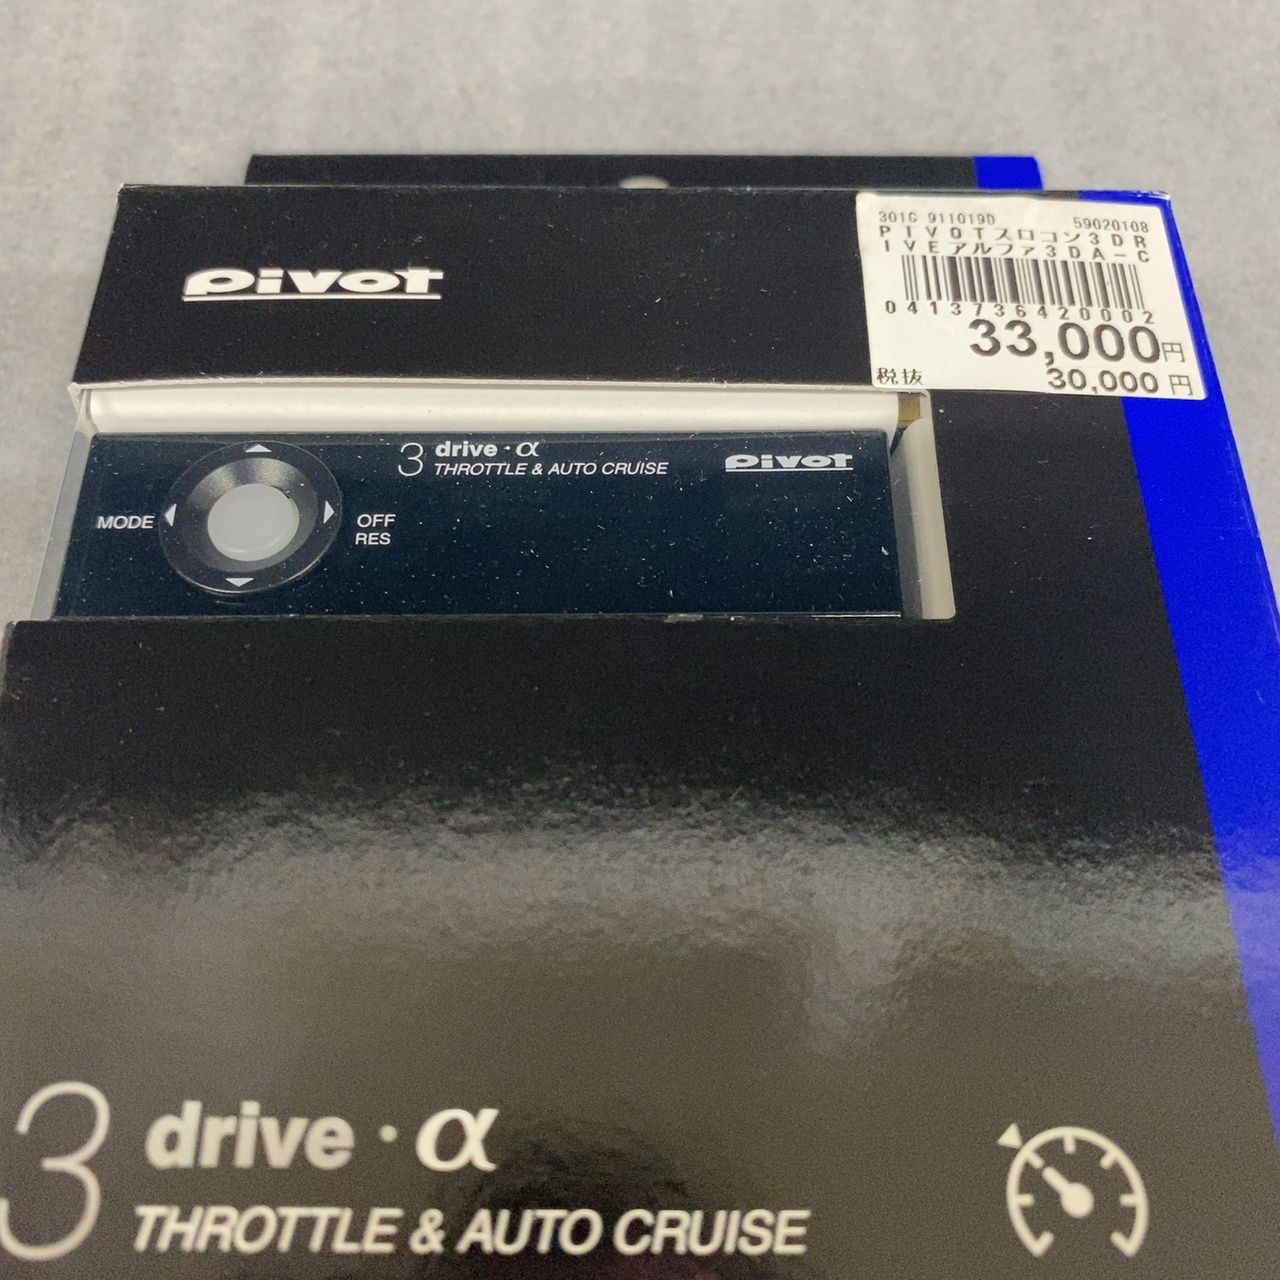 pivot
301C 911019D 59020108
PIVOTスロコン3DR
IVEアルファ3DA-C
0413736420002
33,000円
税抜 30,000円
3 drive・α
THROTTLE & AUTO CRUISE
pivot
MODE
OFF
RES
3 drive・α
THROTTLE & AUTO CRUISE